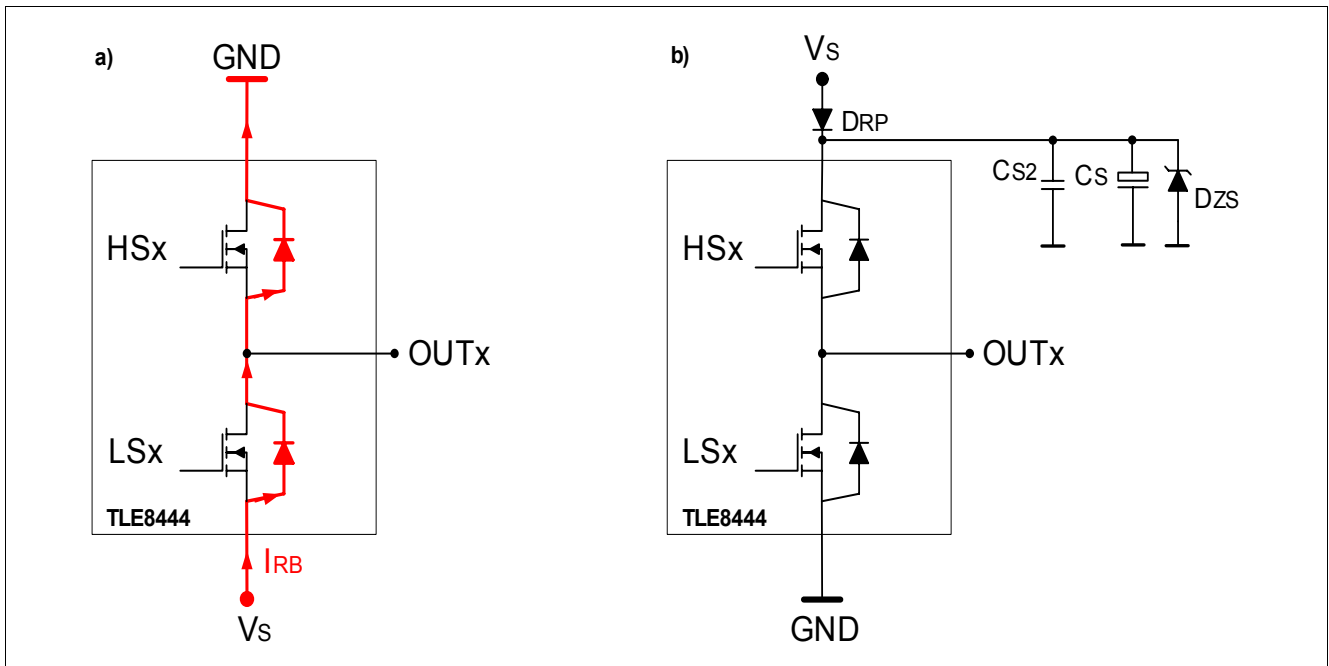 a)
GND
HSx
OUTx
LSx
TLE8444
IRB
VS
b)
VS
DRP
CS2
CS
DZS
HSx
OUTx
LSx
TLE8444
GND